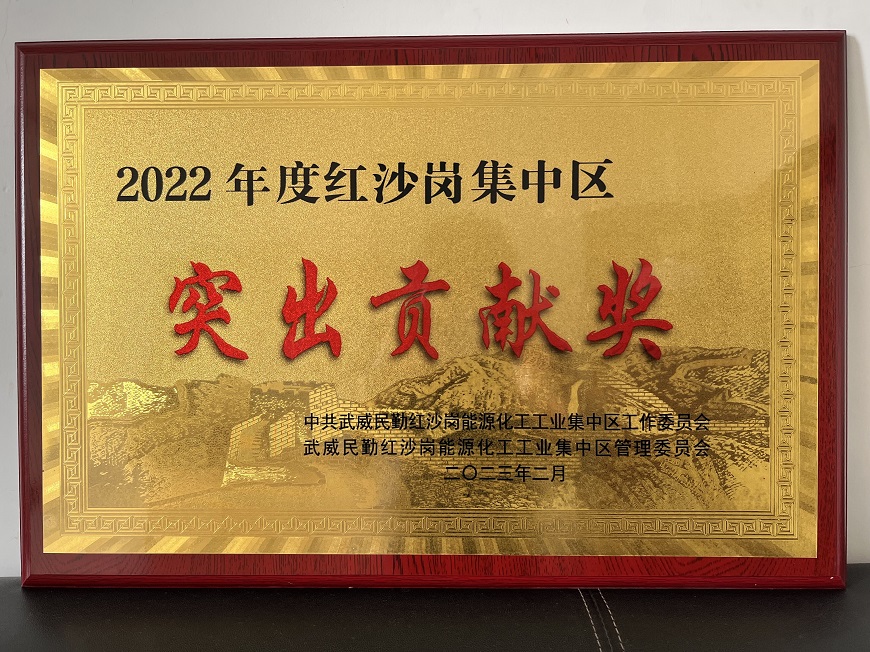 2022 年度红沙岗集中区
突出贡献奖
中共武威民勤红沙岗能源化工工业集中区工作委员会
武威民勤红沙岗能源化工工业集中区管理委员会
二〇二三年二月